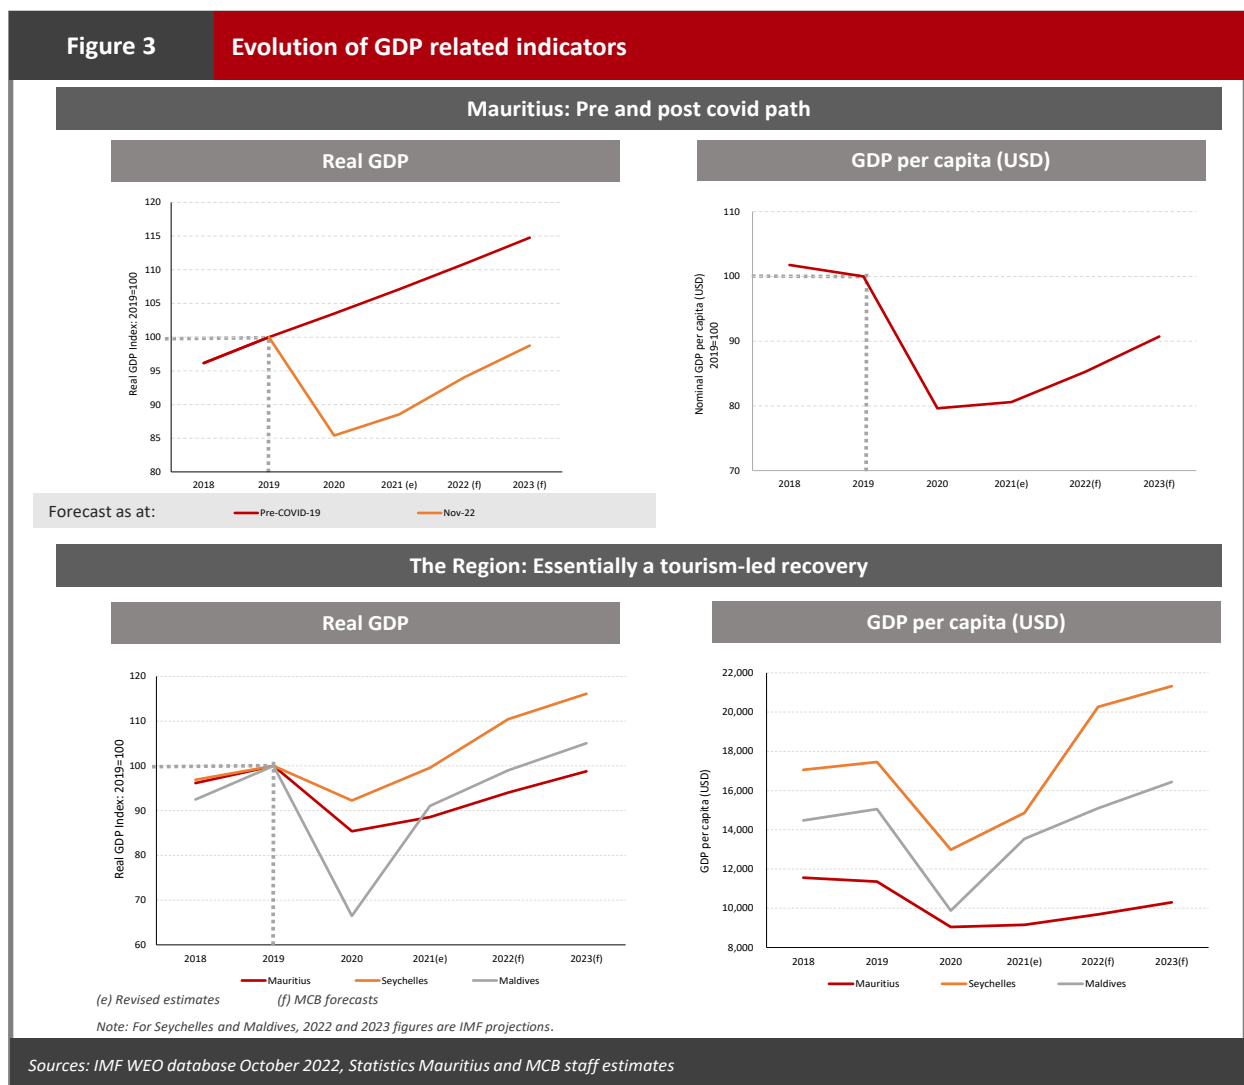 Figure 3
Evolution of GDP related indicators
Mauritius: Pre and post covid path
Real GDP
GDP per capita (USD)
Real GDP Index: 2019=100
120
115
110
105
100
95
90
85
80
2018 2019 2020 2021 (e) 2022 (f) 2023 (f)
Nominal GDP per capita (USD)
2019=100
110
100
90
80
70
2018 2019 2020 2021(e) 2022(f) 2023(f)
Forecast as at: Pre-COVID-19 Nov-22
The Region: Essentially a tourism-led recovery
Real GDP
GDP per capita (USD)
Real GDP Index: 2019=100
120
110
100
90
80
70
60
2018 2019 2020 2021(e) 2022(f) 2023(f)
Mauritius Seychelles Maldives
GDP per capita (USD)
22,000
20,000
18,000
16,000
14,000
12,000
10,000
8,000
2018 2019 2020 2021(e) 2022(f) 2023(f)
Mauritius Seychelles Maldives
(e) Revised estimates (f) MCB forecasts
Note: For Seychelles and Maldives, 2022 and 2023 figures are IMF projections.
Sources: IMF WEO database October 2022, Statistics Mauritius and MCB staff estimates